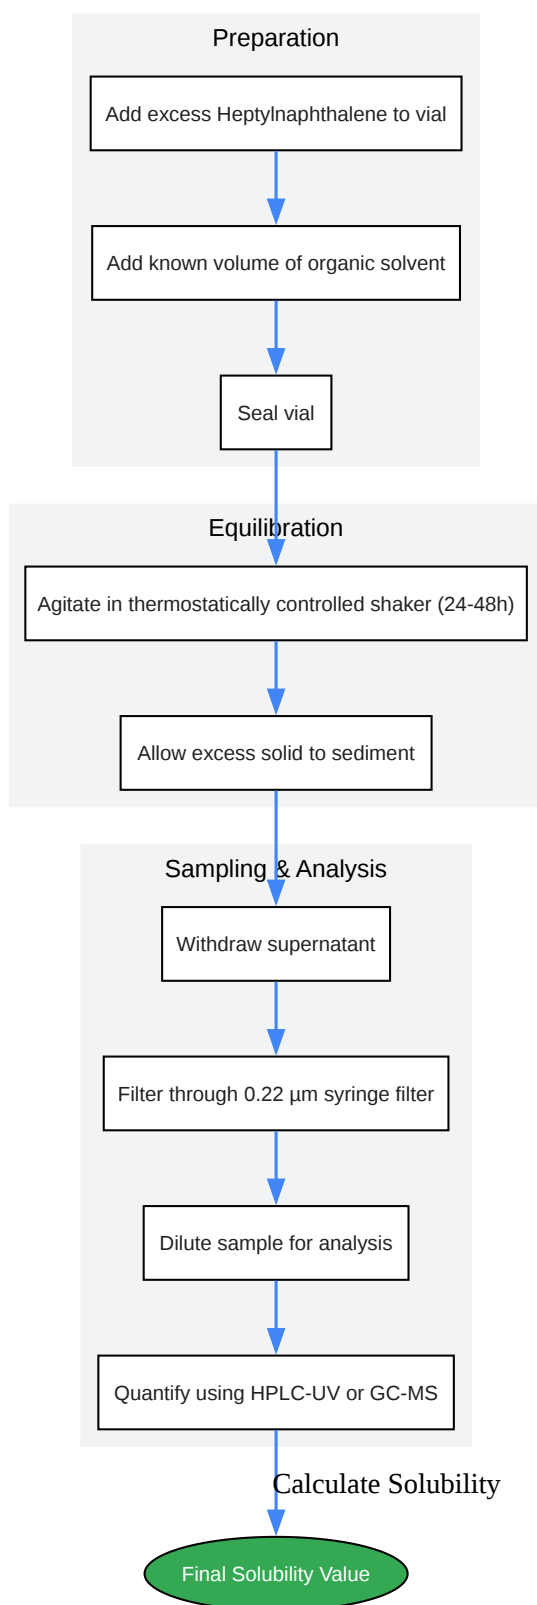 Preparation
Add excess Heptylnaphthalene to vial
Add known volume of organic solvent
Seal vial
Equilibration
Agitate in thermostatically controlled shaker (24-48h)
Allow excess solid to sediment
Sampling & Analysis
Withdraw supernatant
Filter through 0.22 µm syringe filter
Dilute sample for analysis
Quantify using HPLC-UV or GC-MS
Calculate Solubility
Final Solubility Value